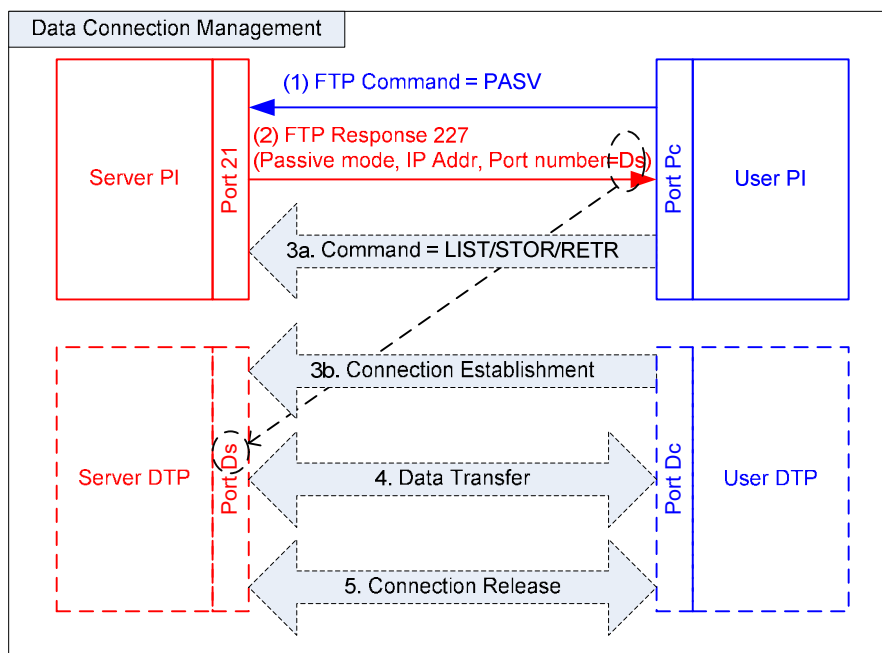 Data Connection Management
(1) FTP Command = PASV
(2) FTP Response 227
(Passive mode, IP Addr, Port number=Ds)
Server PI
Port 21
Port Pc
User PI
3a. Command = LIST/STOR/RETR
3b. Connection Establishment
Server DTP
Port Ds
4. Data Transfer
Port Dc
User DTP
5. Connection Release